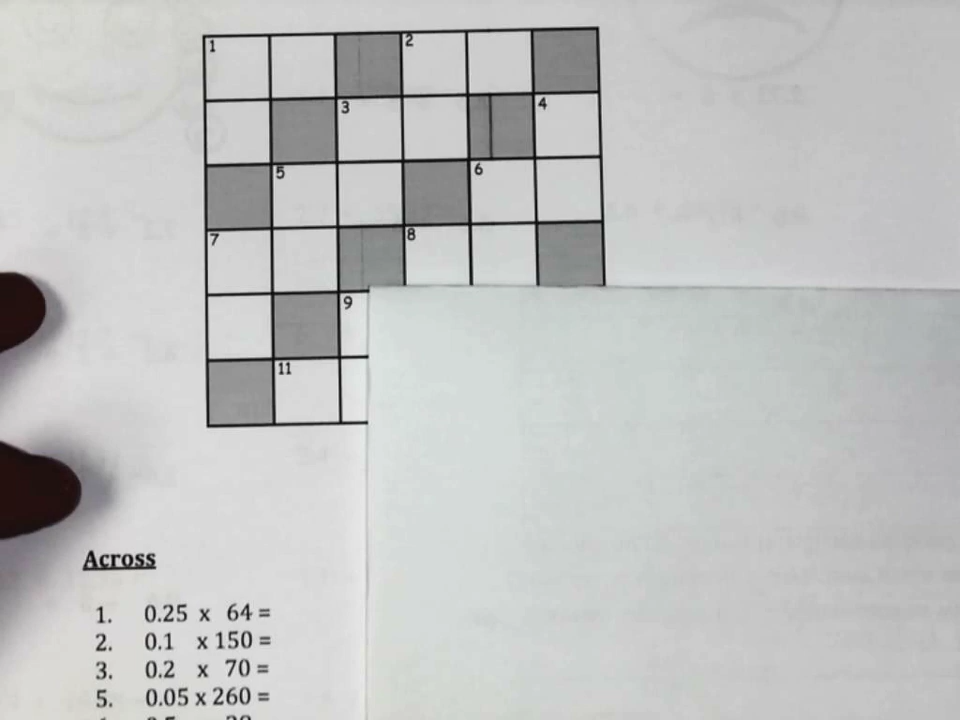 1 2
3 4
5 6
7 8
9
11
Across
1. 0.25 x 64 =
2. 0.1 x 150 =
3. 0.2 x 70 =
5. 0.05 x 260 =